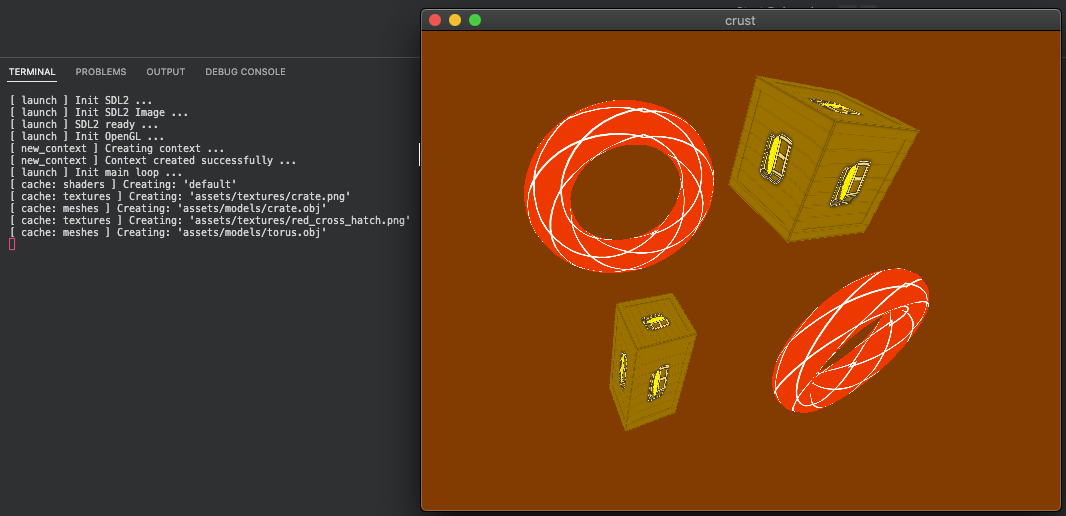 crust
TERMINAL PROBLEMS OUTPUT DEBUG CONSOLE
[ launch ] Init SDL2 ...
[ launch ] Init SDL2 Image ...
[ launch ] SDL2 ready ...
[ launch ] Init OpenGL ...
[ new_context ] Creating context ...
[ new_context ] Context created successfully ...
[ launch ] Init main loop ...
[ cache: shaders ] Creating: 'default'
[ cache: textures ] Creating: 'assets/textures/crate.png'
[ cache: meshes ] Creating: 'assets/models/crate.obj'
[ cache: textures ] Creating: 'assets/textures/red_cross_hatch.png'
[ cache: meshes ] Creating: 'assets/models/torus.obj'